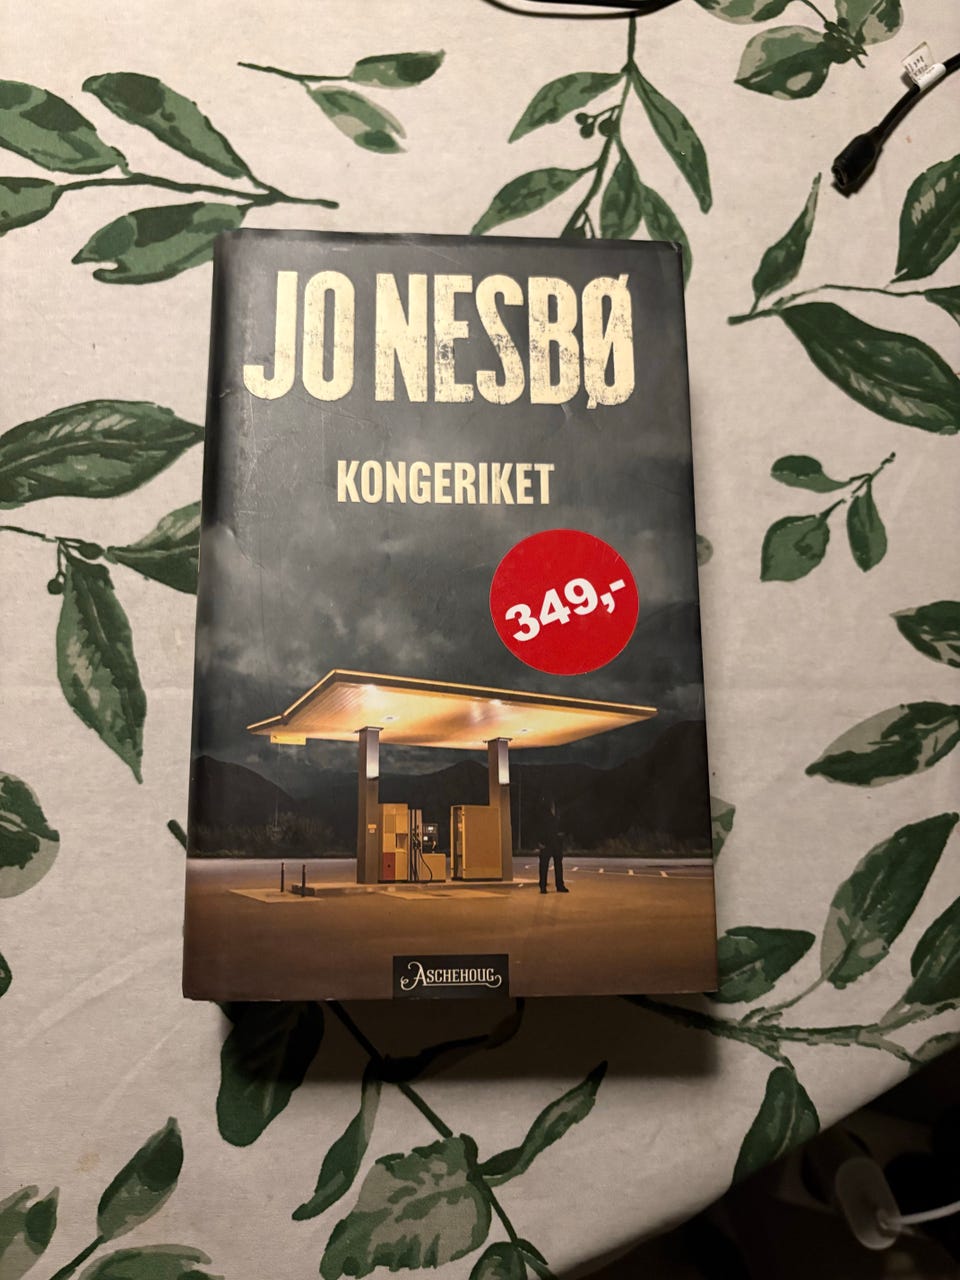 JO NESBØ
KONGERIKET
349,-
ASCHEHOUG